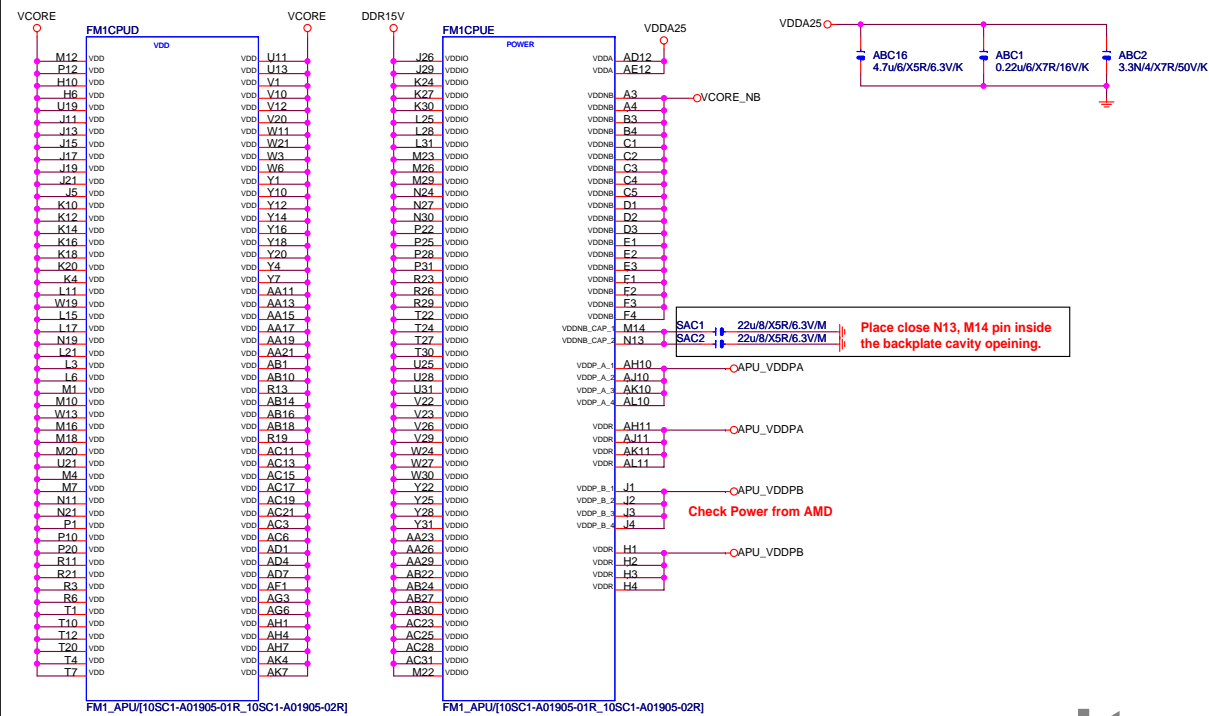 VCORE VCORE
FM1CPUD
VDD
M12 VDD VDD U11
P12 VDD VDD U13
H10 VDD VDD V1
H6 VDD VDD V10
U19 VDD VDD V12
J11 VDD VDD V20
J13 VDD VDD W11
J15 VDD VDD W21
J17 VDD VDD W3
J19 VDD VDD W6
J21 VDD VDD Y1
J5 VDD VDD Y10
K10 VDD VDD Y12
K12 VDD VDD Y14
K14 VDD VDD Y16
K16 VDD VDD Y18
K18 VDD VDD Y20
K20 VDD VDD Y4
K4 VDD VDD Y7
L11 VDD VDD AA11
W19 VDD VDD AA13
L15 VDD VDD AA15
L17 VDD VDD AA17
N19 VDD VDD AA19
L21 VDD VDD AA21
L3 VDD VDD AB1
L6 VDD VDD AB10
M1 VDD VDD R13
M10 VDD VDD AB14
W13 VDD VDD AB16
M16 VDD VDD AB18
M18 VDD VDD R19
M20 VDD VDD AC11
U21 VDD VDD AC13
M4 VDD VDD AC15
M7 VDD VDD AC17
N11 VDD VDD AC19
N21 VDD VDD AC21
P1 VDD VDD AC3
P10 VDD VDD AC6
P20 VDD VDD AD1
R11 VDD VDD AD4
R21 VDD VDD AD7
R3 VDD VDD AF1
R6 VDD VDD AG3
T1 VDD VDD AG6
T10 VDD VDD AH1
T12 VDD VDD AH4
T20 VDD VDD AH7
T4 VDD VDD AK4
T7 VDD VDD AK7
FM1_APU/[10SC1-A01905-01R_10SC1-A01905-02R]
DDR15V
FM1CPUE
VDDA25
POWER
J26 VDDIO VDDA AD12
J29 VDDIO VDDA AE12
K24 VDDIO
K27 VDDIO VDDNB A3 VCORE_NB
K30 VDDIO VDDNB A4
L25 VDDIO VDDNB B3
L28 VDDIO VDDNB B4
L31 VDDIO VDDNB C1
M23 VDDIO VDDNB C2
M26 VDDIO VDDNB C3
M29 VDDIO VDDNB C4
N24 VDDIO VDDNB C5
N27 VDDIO VDDNB D1
N30 VDDIO VDDNB D2
P22 VDDIO VDDNB D3
P25 VDDIO VDDNB E1
P28 VDDIO VDDNB E2
P31 VDDIO VDDNB E3
R23 VDDIO VDDNB F1
R26 VDDIO VDDNB F2
R29 VDDIO VDDNB F3
T22 VDDIO VDDNB F4
T24 VDDIO VDDNB_CAP_1 M14 SAC1 22u/8/X5R/6.3V/M
T27 VDDIO VDDNB_CAP_2 N13 SAC2 22u/8/X5R/6.3V/M
Place close N13, M14 pin inside
the backplate cavity opeining.
T30 VDDIO
U25 VDDIO VDDP_A_1 AH10 APU_VDDPA
U28 VDDIO VDDP_A_2 AJ10
U31 VDDIO VDDP_A_3 AK10
V22 VDDIO VDDP_A_4 AL10
V23 VDDIO
V26 VDDIO VDDR AH11 APU_VDDPA
V29 VDDIO VDDR AJ11
W24 VDDIO VDDR AK11
W27 VDDIO VDDR AL11
W30 VDDIO
Y22 VDDIO VDDP_B_1 J1 APU_VDDPB
Y25 VDDIO VDDP_B_2 J2
Y28 VDDIO VDDP_B_3 J3
Y31 VDDIO VDDP_B_4 J4
Check Power from AMD
AA23 VDDIO
AA26 VDDIO VDDR H1 APU_VDDPB
AA29 VDDIO VDDR H2
AB22 VDDIO VDDR H3
AB24 VDDIO VDDR H4
AB27 VDDIO
AB30 VDDIO
AC23 VDDIO
AC25 VDDIO
AC28 VDDIO
AC31 VDDIO
M22 VDDIO
FM1_APU/[10SC1-A01905-01R_10SC1-A01905-02R]
VDDA25
ABC16
4.7u/6/X5R/6.3V/K
ABC1
0.22u/6/X7R/16V/K
ABC2
3.3N/4/X7R/50V/K